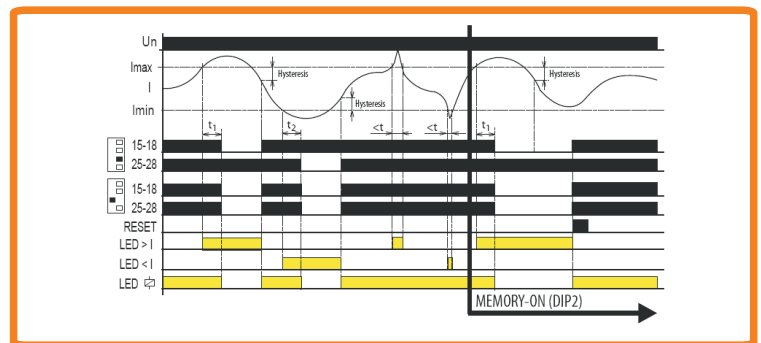 Un
Imax
Hysteresis
Hysteresis
I
Hysteresis
Imin
t1
t2
<t
<t
t1
15-18
25-28
15-18
25-28
RESET
LED > I
LED < I
LED
MEMORY-ON (DIP2)